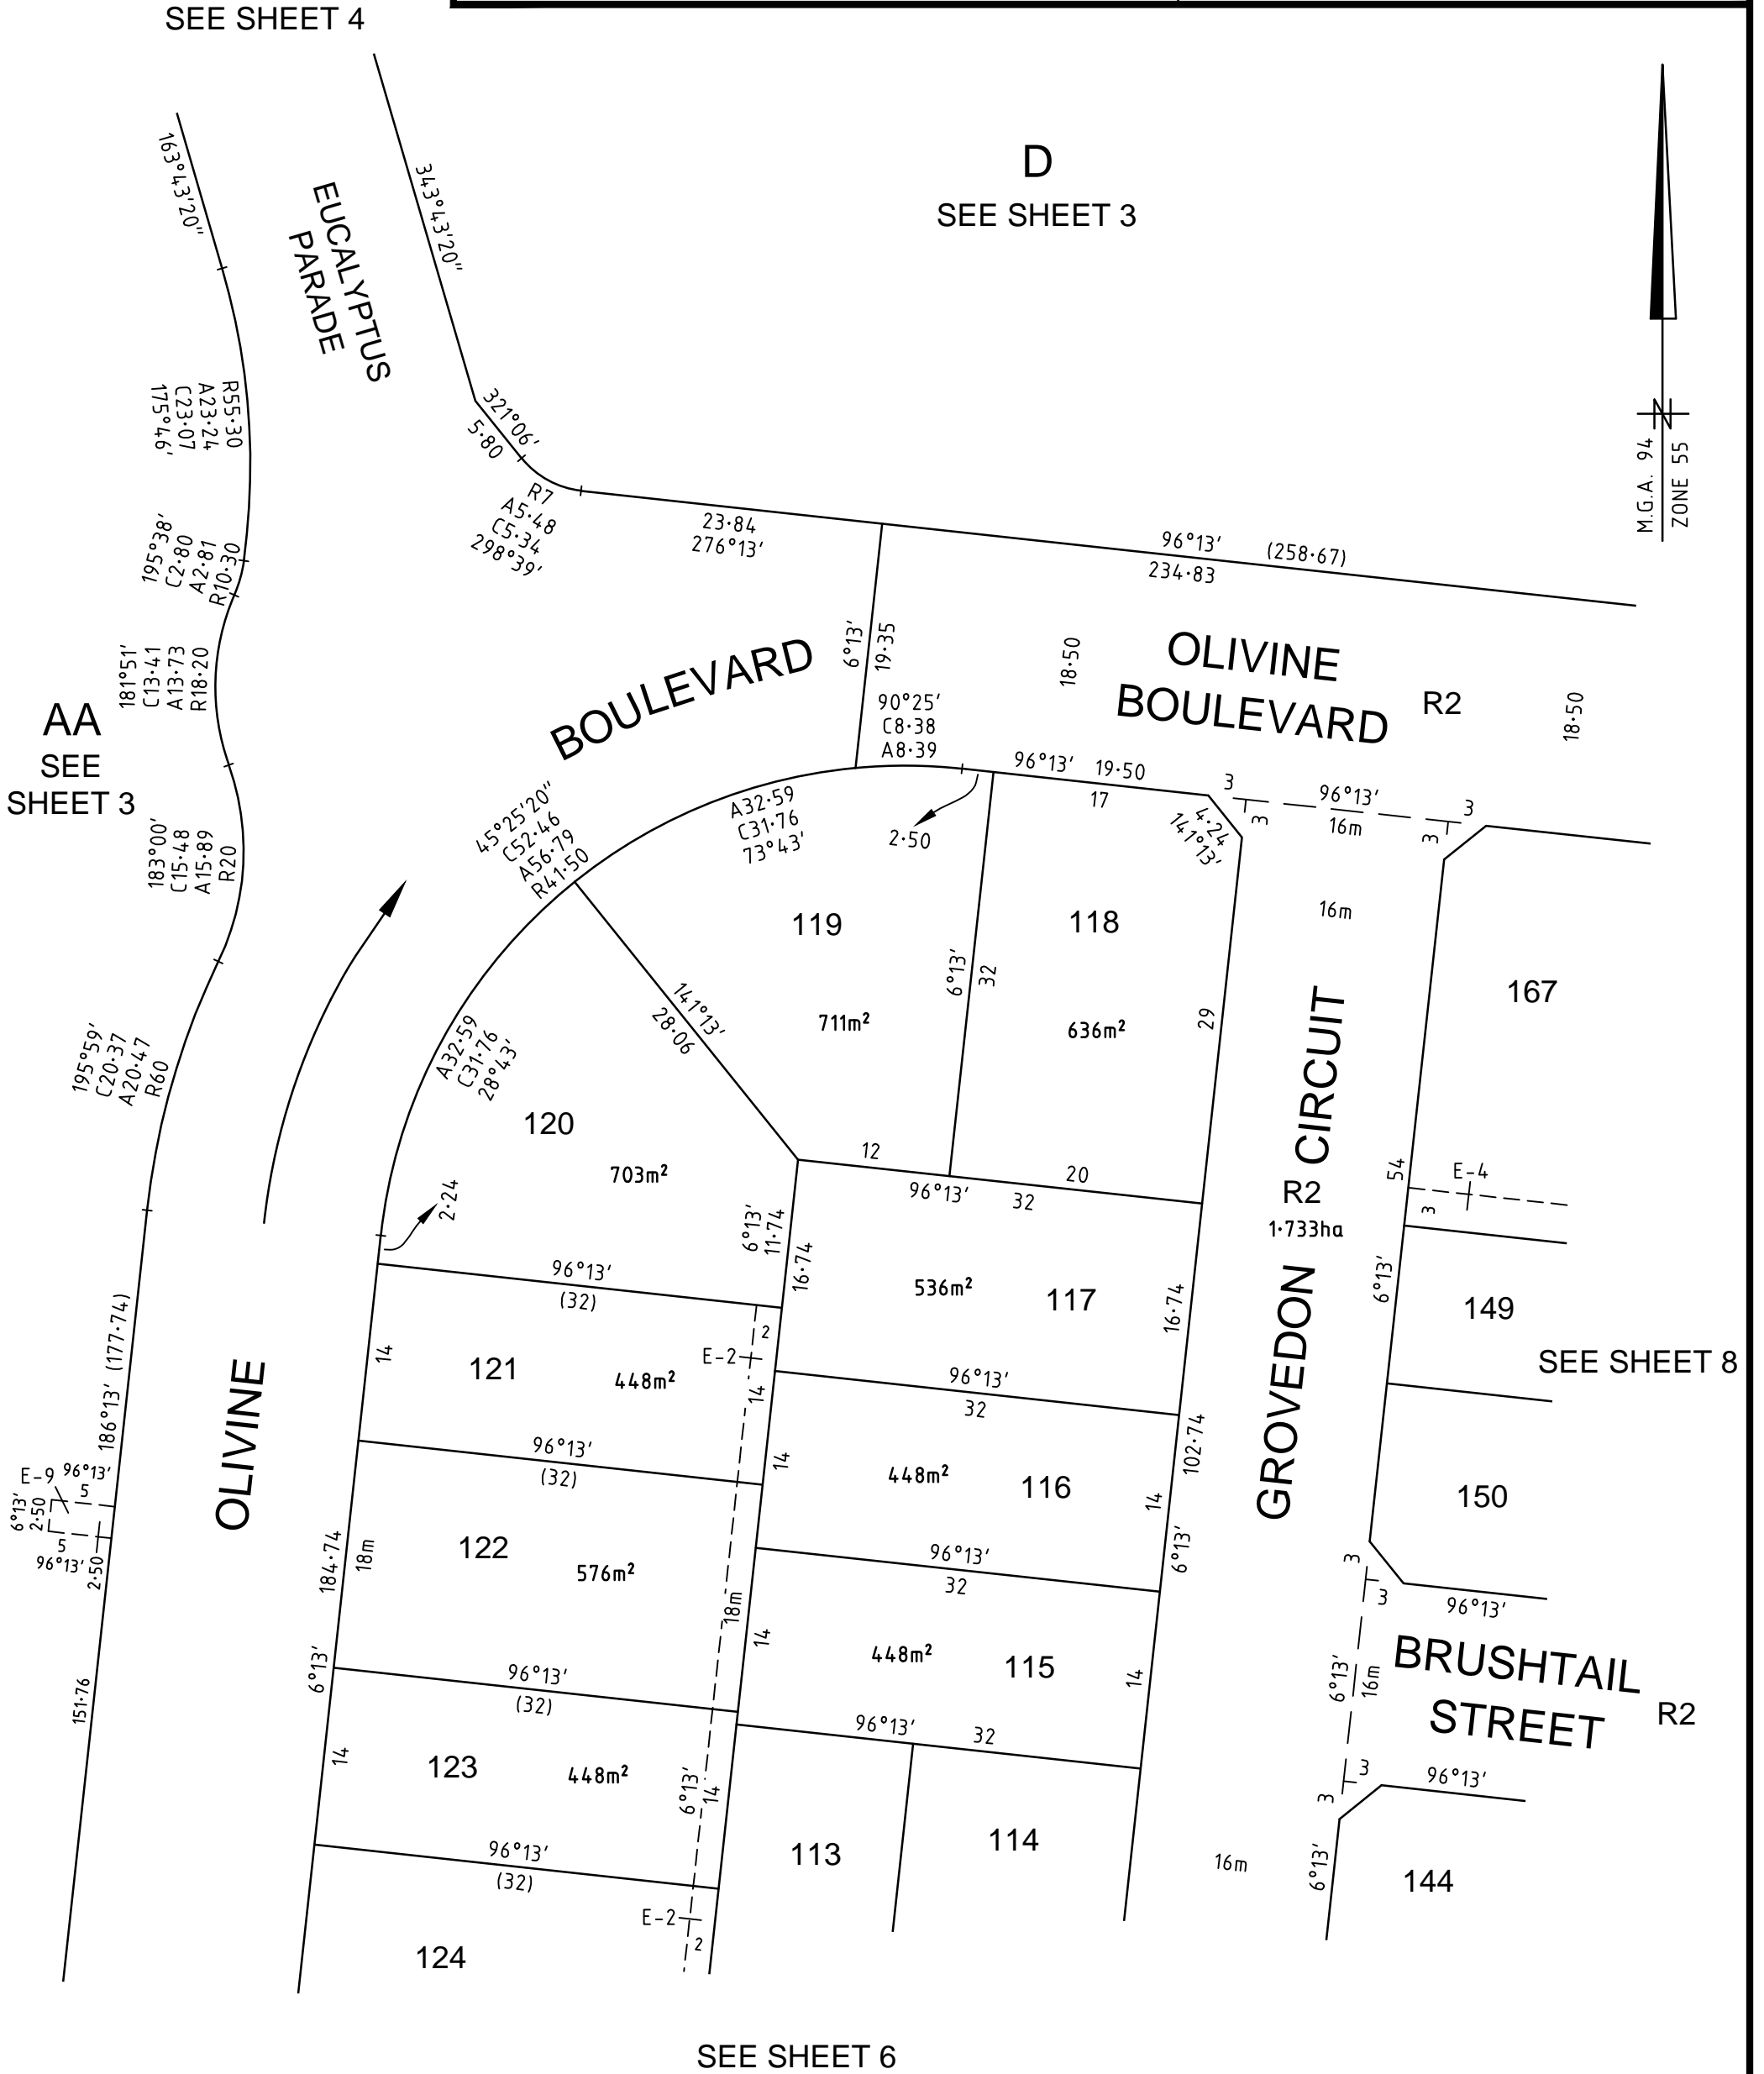 SEE SHEET 4
163°43'20"
EUCALYPTUS
PARADE
343°43'20"
D
SEE SHEET 3
M.G.A. 94
ZONE 55
N
321°06'
5·80
R7
A5·48
C5·34
298°39'
23·84
276°13'
96°13' (258·67)
234·83
R55·30
A23·24
C23·07
175°46'
195°38'
C2·80
A2·81
R10·30
181°51'
C13·41
A13·73
R18·20
AA
SEE
SHEET 3
183°00'
C15·48
A15·89
R20
195°59'
C20·37
A20·47
R60
BOULEVARD
6°13'
19·35
18·50
OLIVINE
BOULEVARD
R2
18·50
90°25'
C8·38
A8·39
96°13' 19·50
17
2·50
4·24
141°13'
3
3
96°13'
16m
3
3
45°25'20"
C52·46
A56·79
R41·50
A32·59
C31·76
73°43'
119
711m²
118
636m²
6°13'
32
29
16m
167
141°13'
28·06
A32·59
C31·76
28°43'
120
703m²
2·24
12
20
96°13' 32
6°13'
11·74
16·74
GROVEDON CIRCUIT
R2
1·733ha
54
E-4
3
6°13'
149
SEE SHEET 8
150
96°13'
(32)
536m²
117
16·74
121
448m²
14
E-2
2
14
96°13'
32
186°13' (177·74)
OLIVINE
E-9
96°13'
5
6°13'
2·50
5
96°13'
2·50
151·76
96°13'
(32)
14
448m²
116
102·74
14
6°13'
122
576m²
184·74
18m
6°13'
18m
96°13'
32
448m²
115
14
14
3
3
96°13'
BRUSHTAIL
STREET
R2
6°13'
16m
3
3
96°13'
96°13'
(32)
96°13' 32
123
448m²
14
6°13'
14
113
114
16m
6°13'
144
96°13'
(32)
124
E-2
2
SEE SHEET 6